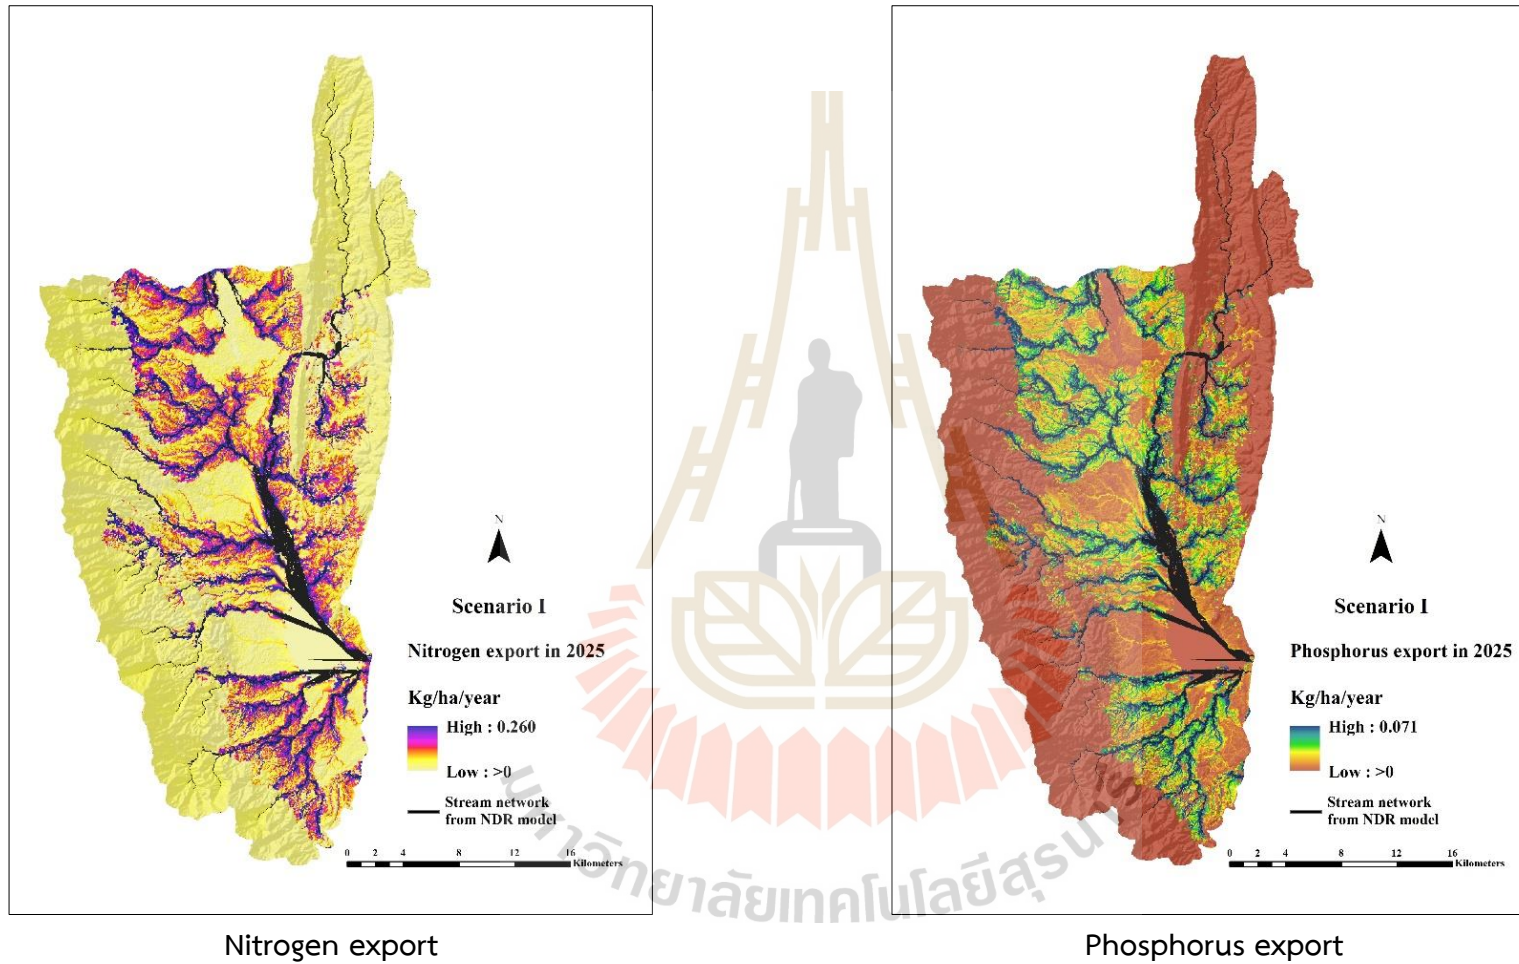 N
Scenario I
Nitrogen export in 2025
Kg/ha/year
High : 0.260
Low : >0
Stream network
from NDR model
0 2 4 8 12 16
Kilometers
Nitrogen export
N
Scenario I
Phosphorus export in 2025
Kg/ha/year
High : 0.071
Low : >0
Stream network
from NDR model
0 2 4 8 12 16
Kilometers
Phosphorus export
มหาวิทยาลัยเทคโนโลยีสุรนารี